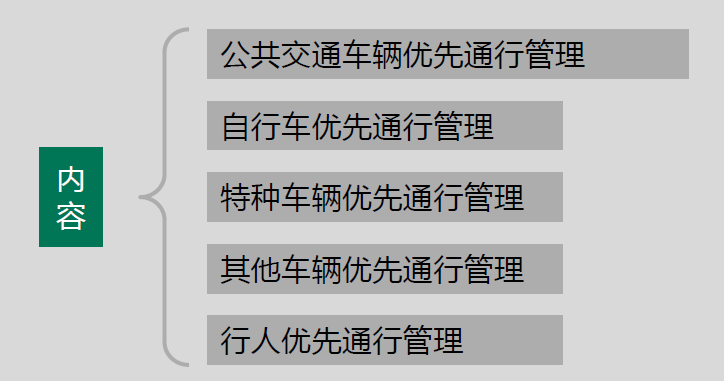 内
容
公共交通车辆优先通行管理
自行车优先通行管理
特种车辆优先通行管理
其他车辆优先通行管理
行人优先通行管理